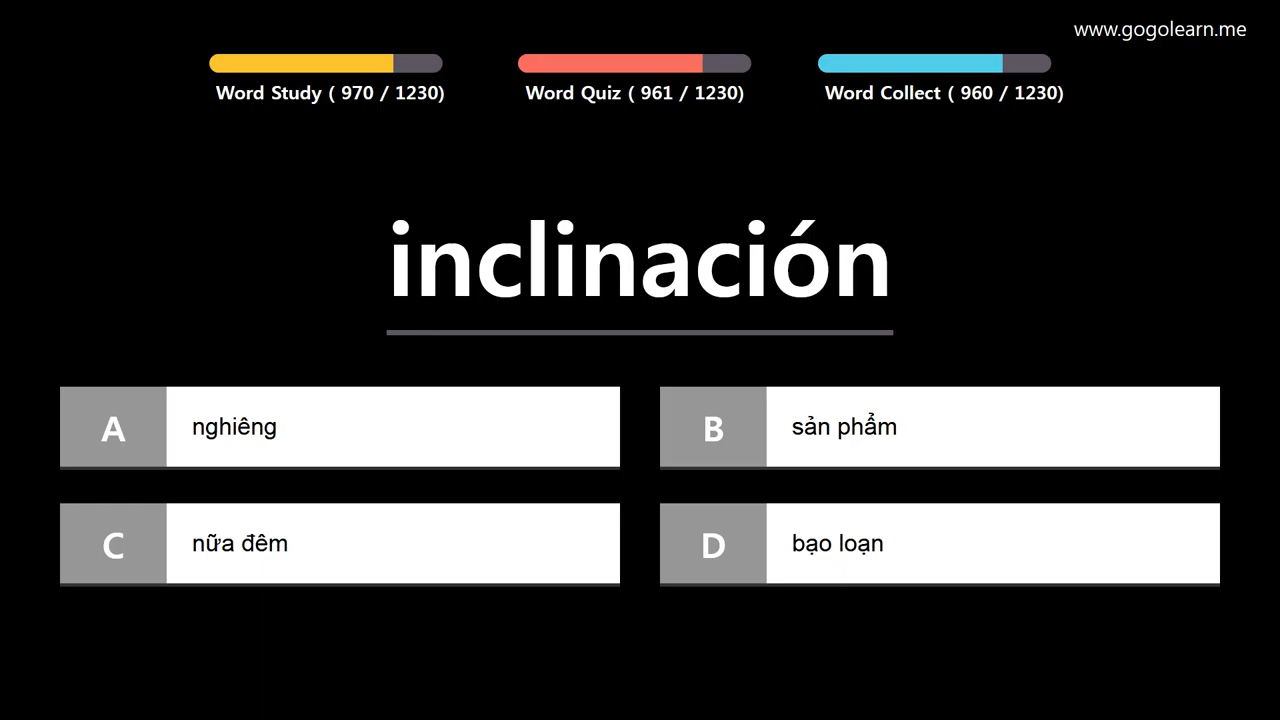 www.gogolearn.me
Word Study ( 970 / 1230)
Word Quiz ( 961 / 1230)
Word Collect ( 960 / 1230)
inclinación
A nghiêng
B sản phẩm
C nữa đêm
D bạo loạn